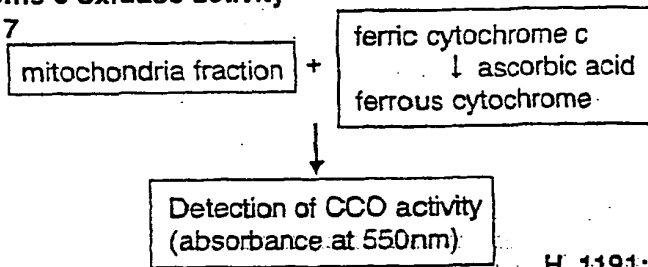 7
mitochondria fraction
+
ferric cytochrome c
↓ ascorbic acid
ferrous cytochrome
Detection of CCO activity
(absorbance at 550nm)